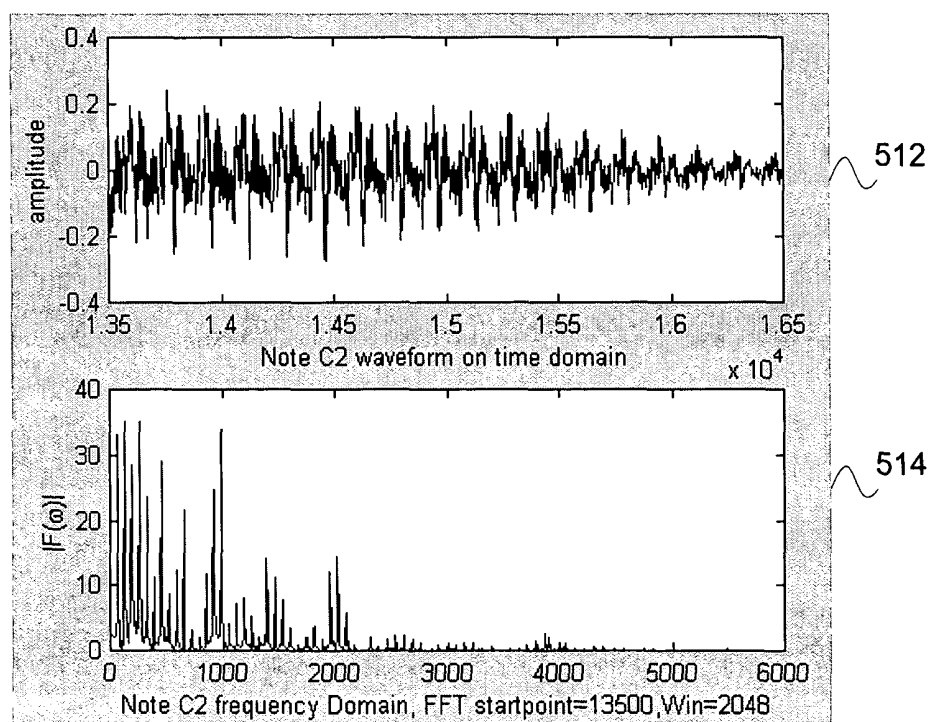 0.4
0.2
0
-0.2
-0.4
amplitude
1.35 1.4 1.45 1.5 1.55 1.6 1.65
Note C2 waveform on time domain
x 10^4
512
40
30
20
10
0
|F(ω)|
0 1000 2000 3000 4000 5000 6000
Note C2 frequency Domain, FFT startpoint=13500,Win=2048
514